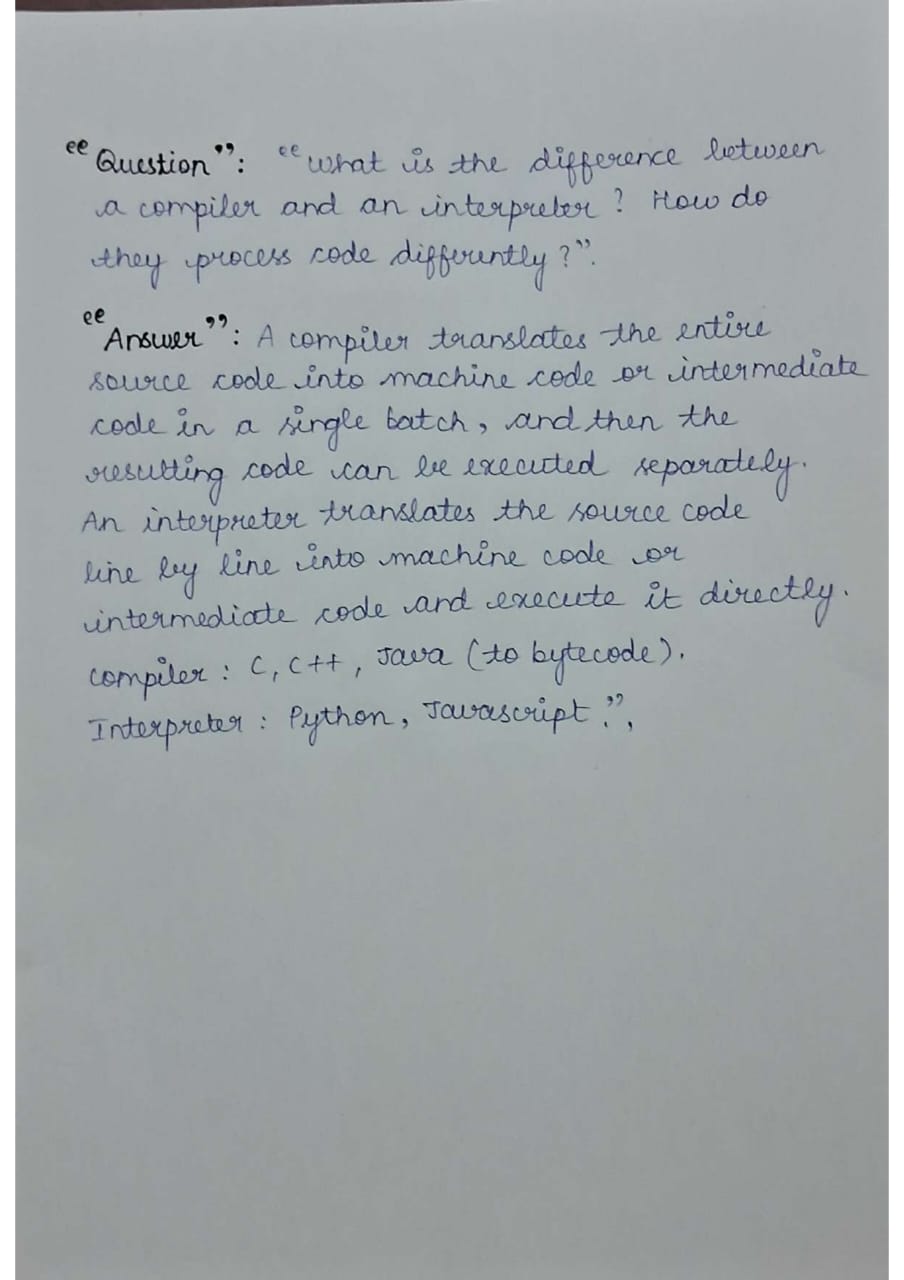 "Question": "What is the difference between
a compiler and an interpreter? How do
they process code differently?".
"Answer": A compiler translates the entire
source code into machine code or intermediate
code in a single batch, and then the
resulting code can be executed separately.
An interpreter translates the source code
line by line into machine code or
intermediate code and execute it directly.
Compiler: C, C++, Java (to bytecode).
Interpreter: Python, Javascript.",